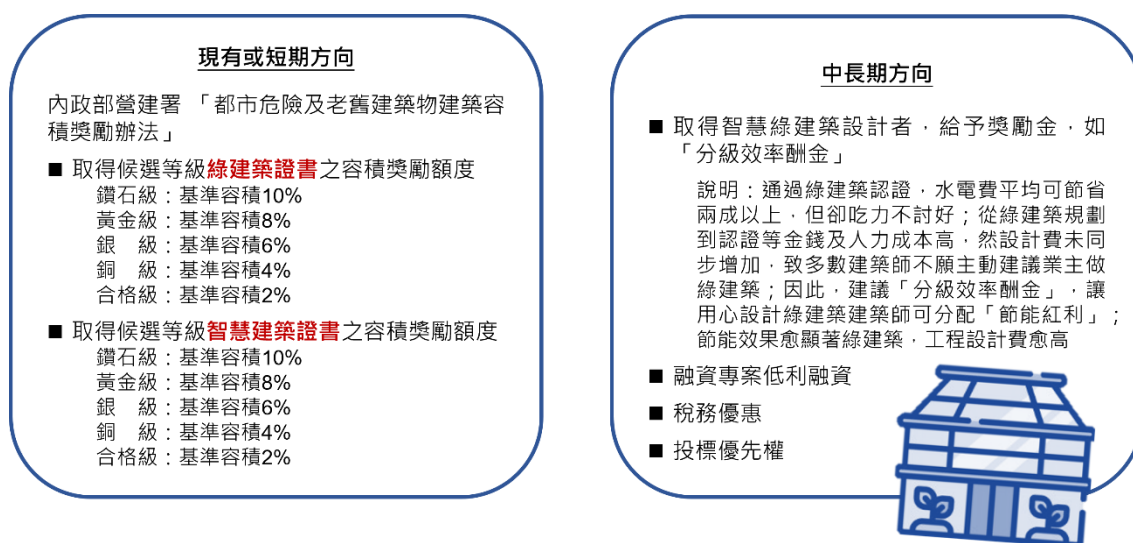 現有或短期方向
內政部營建署 「都市危險及老舊建築物建築容
積獎勵辦法」
■ 取得候選等級綠建築證書之容積獎勵額度
鑽石級：基準容積10%
黃金級：基準容積8%
銀　級：基準容積6%
銅　級：基準容積4%
合格級：基準容積2%
■ 取得候選等級智慧建築證書之容積獎勵額度
鑽石級：基準容積10%
黃金級：基準容積8%
銀　級：基準容積6%
銅　級：基準容積4%
合格級：基準容積2%
中長期方向
■ 取得智慧綠建築設計者，給予獎勵金，如
「分級效率酬金」
說明：通過綠建築認證，水電費平均可節省
兩成以上，但卻吃力不討好；從綠建築規劃
到認證等金錢及人力成本高，然設計費未同
步增加，致多數建築師不願主動建議業主做
綠建築；因此，建議「分級效率酬金」，讓
用心設計綠建築建築師可分配「節能紅利」；
節能效果愈顯著綠建築，工程設計費愈高
■ 融資專案低利融資
■ 稅務優惠
■ 投標優先權